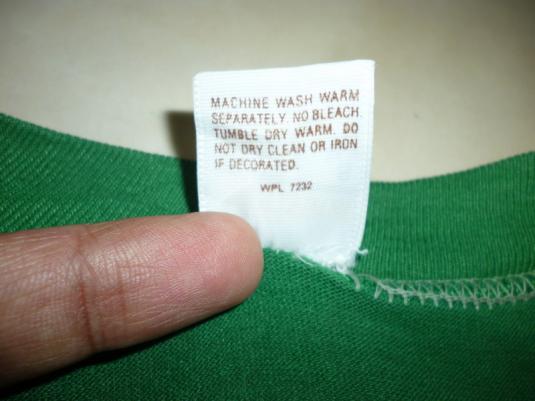 MACHINE WASH WARM
SEPARATELY. NO BLEACH.
TUMBLE DRY WARM. DO
NOT DRY CLEAN OR IRON
IF DECORATED.
WPL 7232